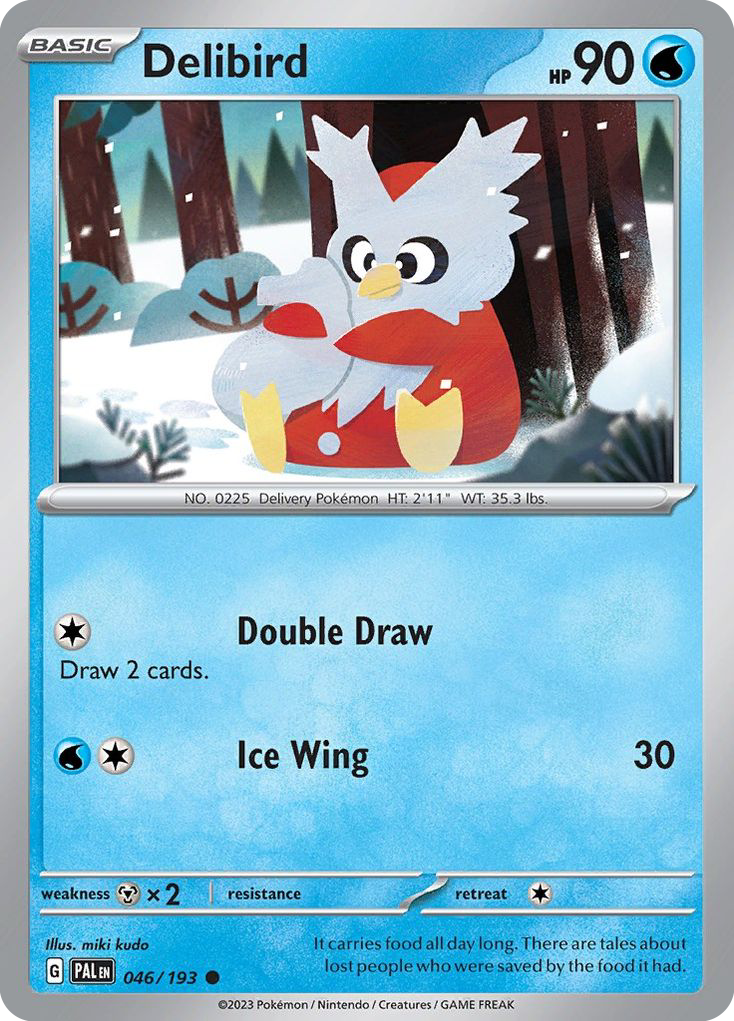 BASIC
Delibird
HP 90
NO. 0225 Delivery Pokémon HT: 2'11" WT: 35.3 lbs.
Double Draw
Draw 2 cards.
Ice Wing 30
weakness ×2 resistance retreat
Illus. miki kudo
It carries food all day long. There are tales about
lost people who were saved by the food it had.
G PAL EN 046/193
©2023 Pokémon / Nintendo / Creatures / GAME FREAK